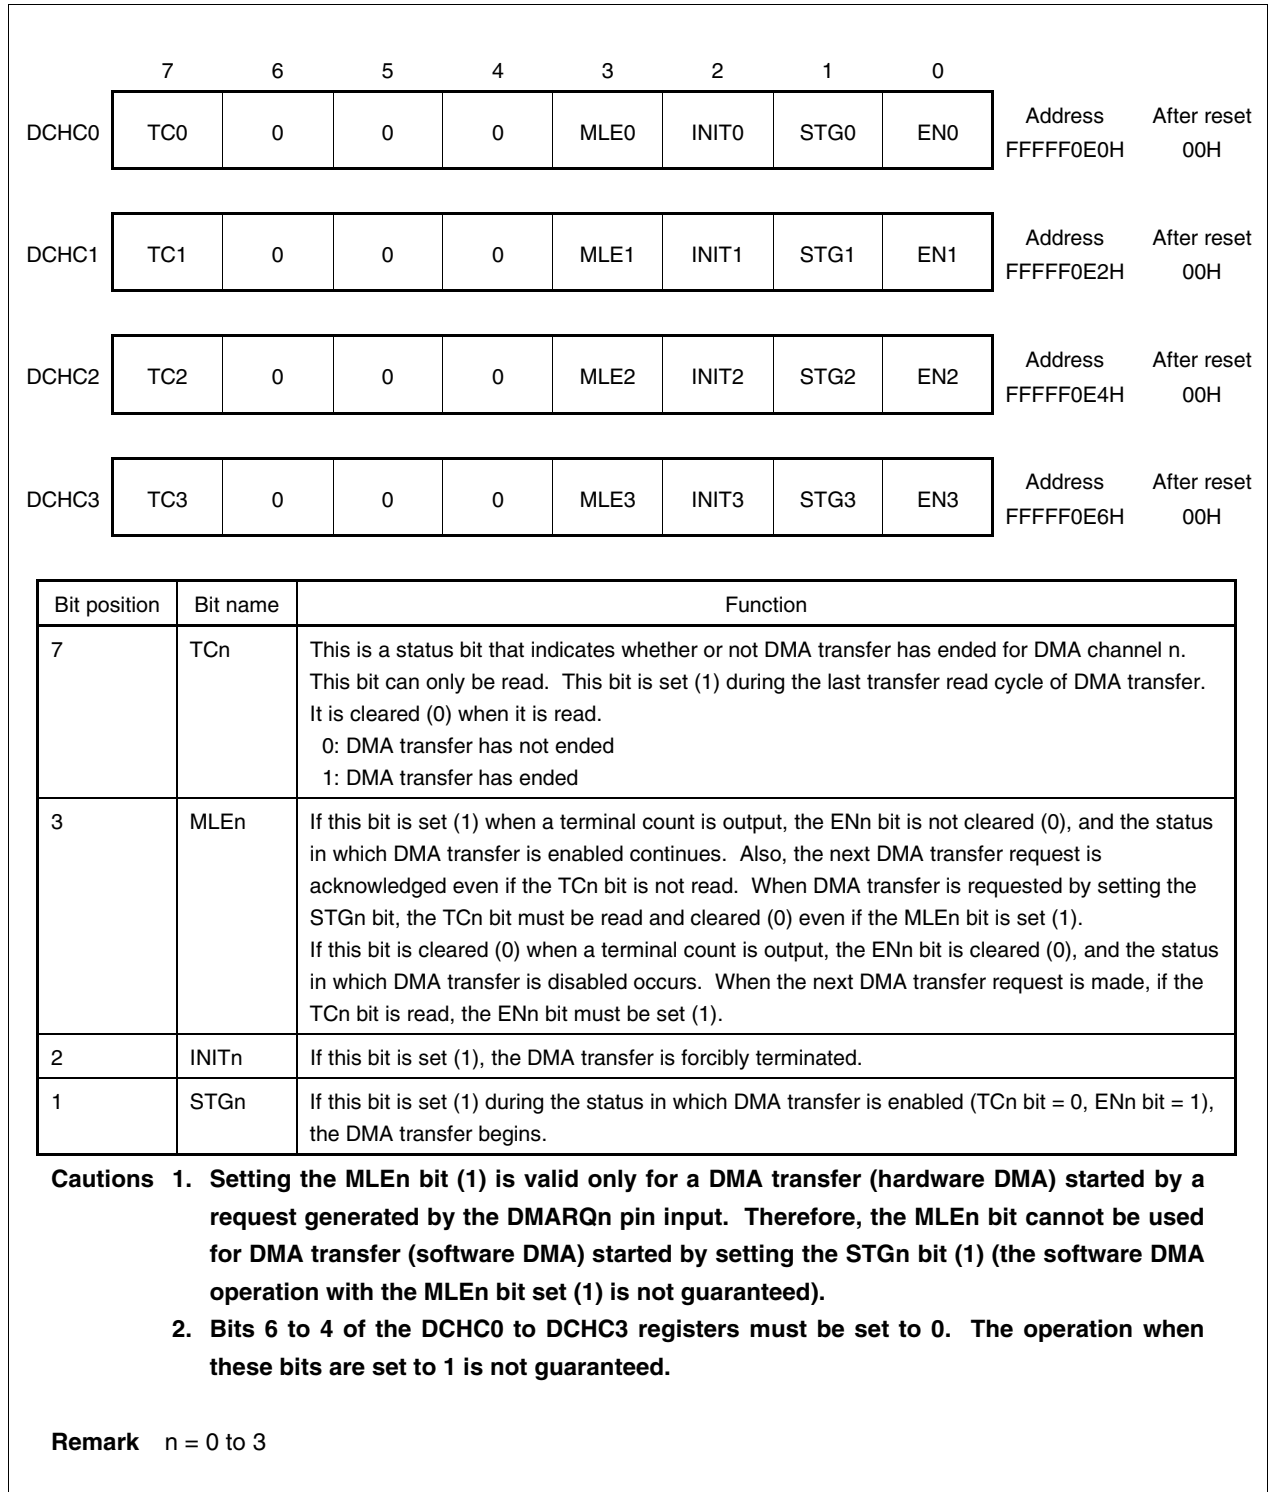 7 6 5 4 3 2 1 0
DCHC0 TC0 0 0 0 MLE0 INIT0 STG0 EN0 Address After reset
FFFFF0E0H 00H
DCHC1 TC1 0 0 0 MLE1 INIT1 STG1 EN1 Address After reset
FFFFF0E2H 00H
DCHC2 TC2 0 0 0 MLE2 INIT2 STG2 EN2 Address After reset
FFFFF0E4H 00H
DCHC3 TC3 0 0 0 MLE3 INIT3 STG3 EN3 Address After reset
FFFFF0E6H 00H
Bit position Bit name Function
7 TCn This is a status bit that indicates whether or not DMA transfer has ended for DMA channel n.
This bit can only be read. This bit is set (1) during the last transfer read cycle of DMA transfer.
It is cleared (0) when it is read.
0: DMA transfer has not ended
1: DMA transfer has ended
3 MLEn If this bit is set (1) when a terminal count is output, the ENn bit is not cleared (0), and the status
in which DMA transfer is enabled continues. Also, the next DMA transfer request is
acknowledged even if the TCn bit is not read. When DMA transfer is requested by setting the
STGn bit, the TCn bit must be read and cleared (0) even if the MLEn bit is set (1).
If this bit is cleared (0) when a terminal count is output, the ENn bit is cleared (0), and the status
in which DMA transfer is disabled occurs. When the next DMA transfer request is made, if the
TCn bit is read, the ENn bit must be set (1).
2 INITn If this bit is set (1), the DMA transfer is forcibly terminated.
1 STGn If this bit is set (1) during the status in which DMA transfer is enabled (TCn bit = 0, ENn bit = 1),
the DMA transfer begins.
Cautions 1. Setting the MLEn bit (1) is valid only for a DMA transfer (hardware DMA) started by a
request generated by the DMARQn pin input. Therefore, the MLEn bit cannot be used
for DMA transfer (software DMA) started by setting the STGn bit (1) (the software DMA
operation with the MLEn bit set (1) is not guaranteed).
2. Bits 6 to 4 of the DCHC0 to DCHC3 registers must be set to 0. The operation when
these bits are set to 1 is not guaranteed.
Remark n = 0 to 3